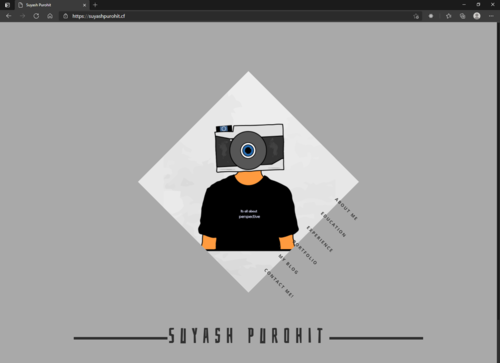 Suyash Purohit
https://suyashpurohit.cf
Its all about
perspective
ABOUT ME
EDUCATION
EXPERIENCE
PORTFOLIO
MY BLOG
CONTACT ME!
SUYASH PUROHIT